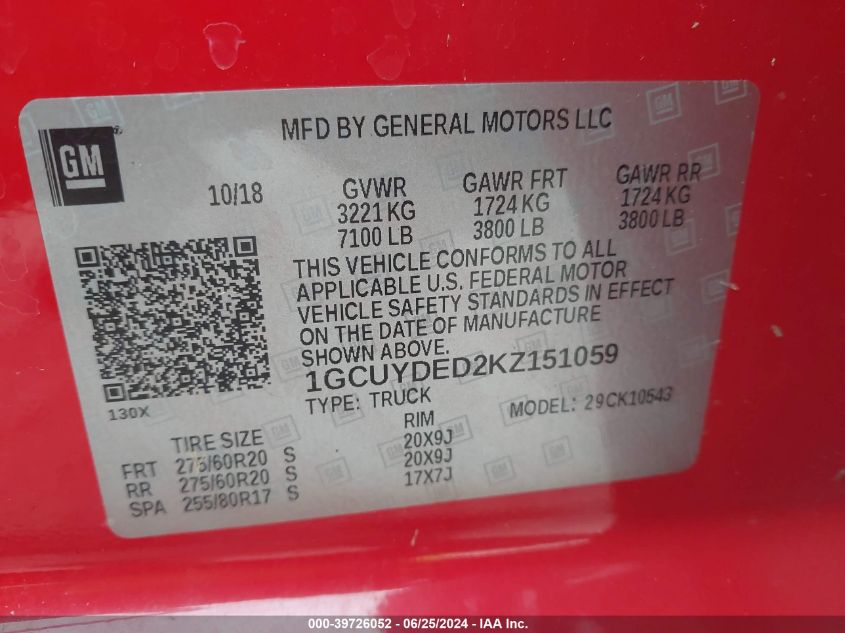 MFD BY GENERAL MOTORS LLC
GM
10/18
GVWR GAWR FRT GAWR RR
3221 KG 1724 KG 1724 KG
7100 LB 3800 LB 3800 LB
THIS VEHICLE CONFORMS TO ALL
APPLICABLE U.S. FEDERAL MOTOR
VEHICLE SAFETY STANDARDS IN EFFECT
ON THE DATE OF MANUFACTURE
SHOWN ABOVE.
1GCUYDED2KZ151059
TYPE: TRUCK MODEL: 29CK10543
130X
TIRE SIZE RIM
FRT 275/60R20 S 20X9J
RR 275/60R20 S 20X9J
SPA 255/80R17 S 17X7J
000-39726052 - 06/25/2024 - IAA Inc.